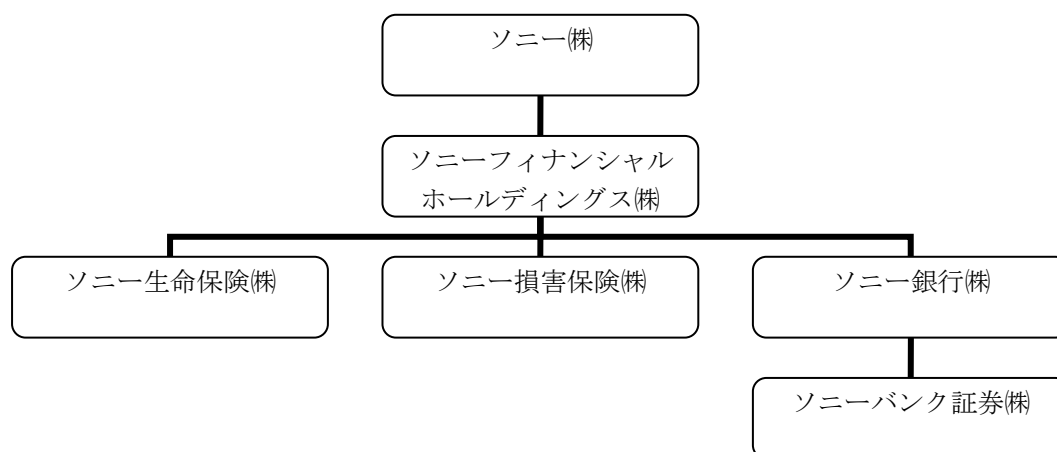 ソニー㈱
ソニーフィナンシャル
ホールディングス㈱
ソニー生命保険㈱
ソニー損害保険㈱
ソニー銀行㈱
ソニーバンク証券㈱